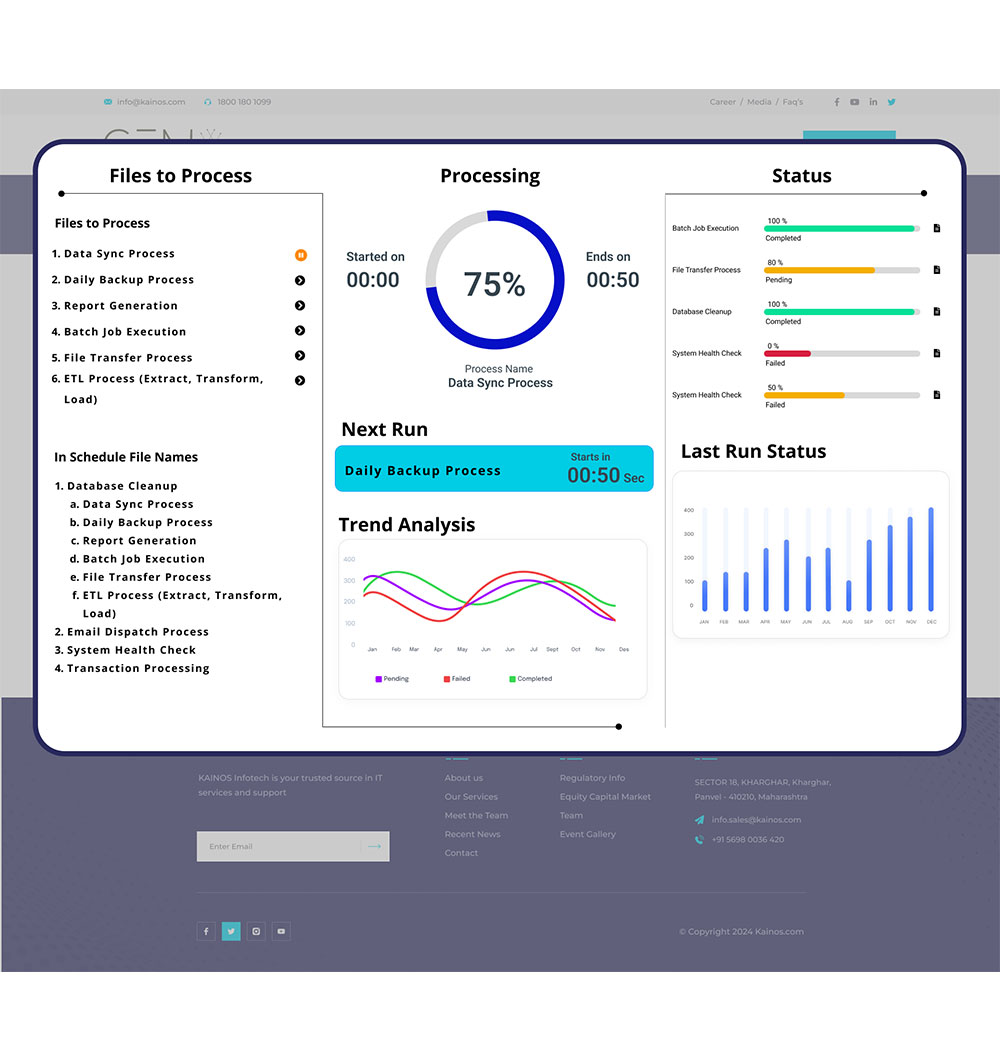 info@kainos.com
1800 180 1099
Career / Media / Faq's
Files to Process
Files to Process
1. Data Sync Process
2. Daily Backup Process
3. Report Generation
4. Batch Job Execution
5. File Transfer Process
6. ETL Process (Extract, Transform,
Load)
In Schedule File Names
1. Database Cleanup
a. Data Sync Process
b. Daily Backup Process
c. Report Generation
d. Batch Job Execution
e. File Transfer Process
f. ETL Process (Extract, Transform,
Load)
2. Email Dispatch Process
3. System Health Check
4. Transaction Processing
Processing
Started on
00:00
75%
Ends on
00:50
Process Name
Data Sync Process
Next Run
Daily Backup Process
Starts in
00:50 Sec
Trend Analysis
400
300
200
100
0
Jan Feb Mar Apr May Jun Jun Jul Sept Oct Nov Des
Pending Failed Completed
Status
Batch Job Execution
100 %
Completed
File Transfer Process
80 %
Pending
Database Cleanup
100 %
Completed
System Health Check
0 %
Failed
System Health Check
50 %
Failed
Last Run Status
400
300
200
100
0
JAN FEB MAR APR MAY JUN JUL AUG SEP OCT NOV DEC
KAINOS Infotech is your trusted source in IT
services and support
Enter Email
About us
Our Services
Meet the Team
Recent News
Contact
Regulatory Info
Equity Capital Market
Team
Event Gallery
SECTOR 18, KHARGHAR, Kharghar,
Panvel - 410210, Maharashtra
info.sales@kainos.com
+91 5698 0036 420
© Copyright 2024 Kainos.com